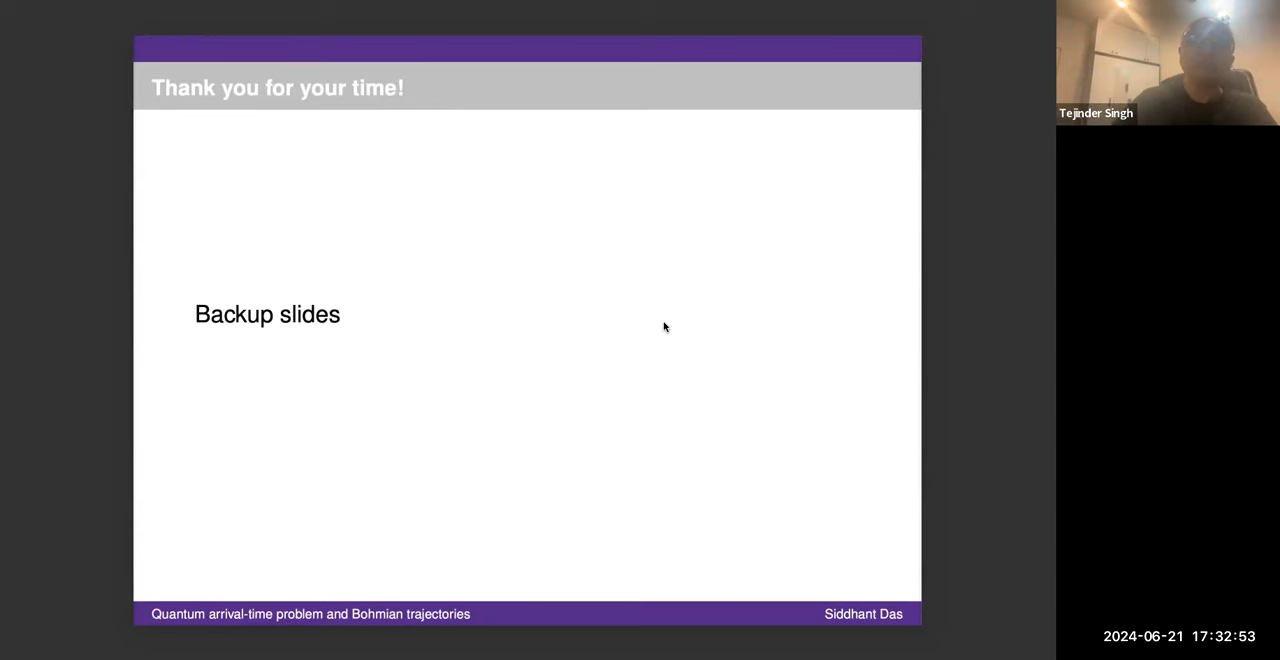 Thank you for your time!
Tejinder Singh
Backup slides
Quantum arrival-time problem and Bohmian trajectories
Siddhant Das
2024-06-21 17:32:53